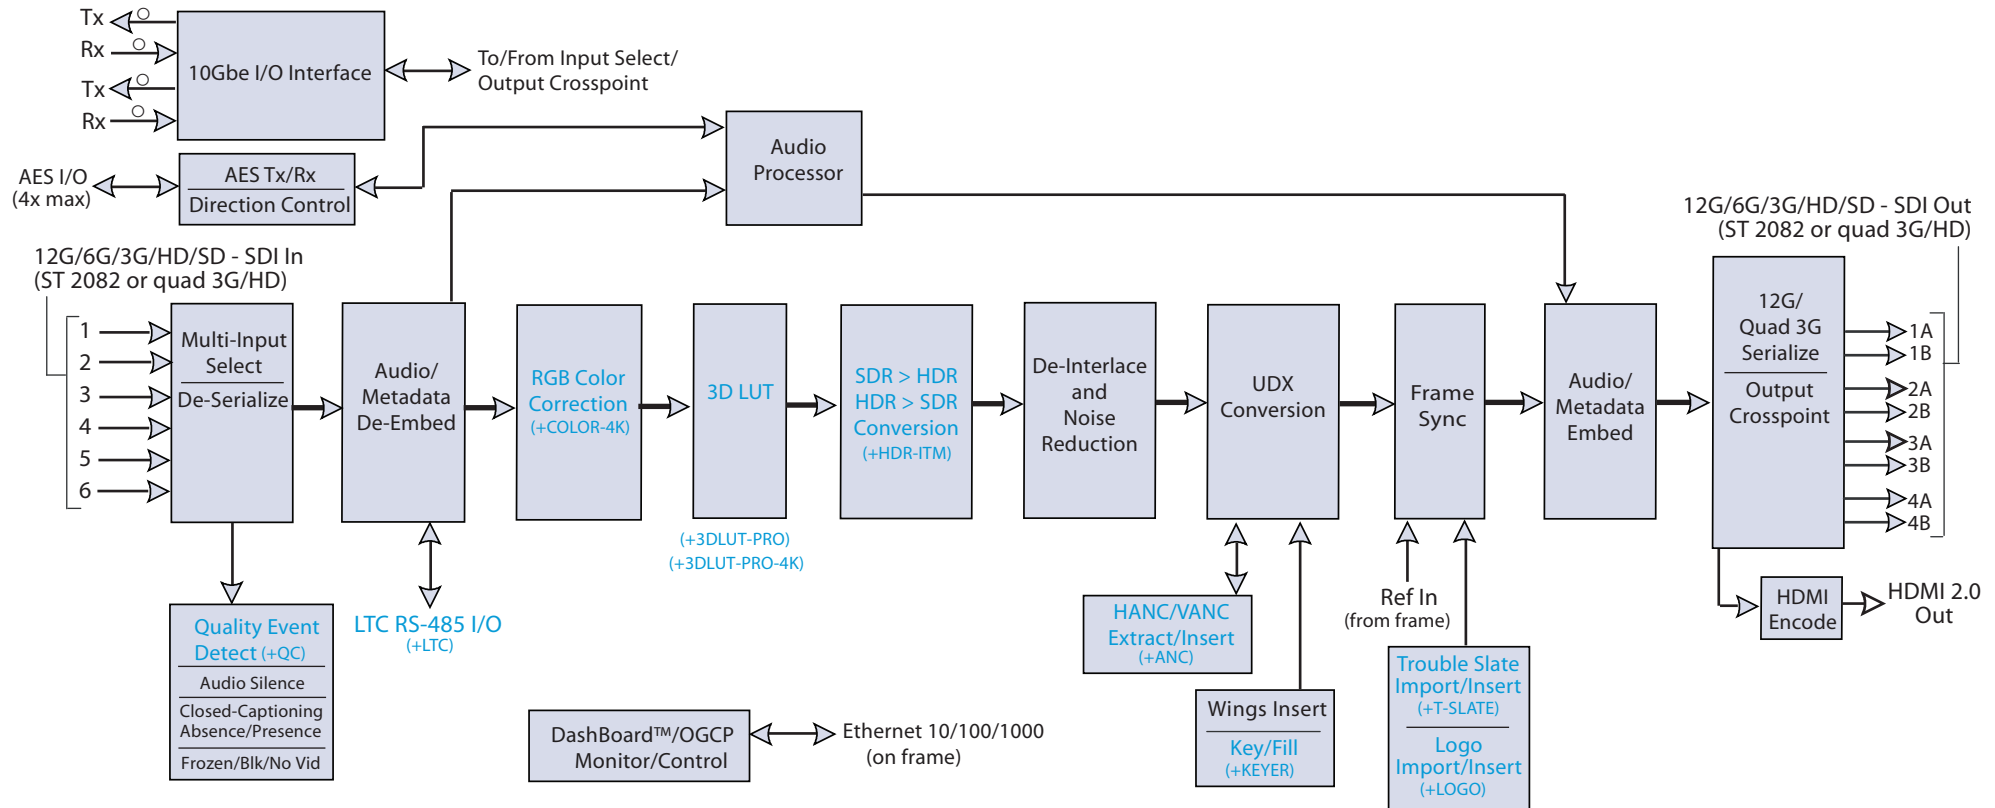 Tx
Rx
Tx
Rx
10Gbe I/O Interface
To/From Input Select/
Output Crosspoint
AES I/O
(4x max)
AES Tx/Rx
Direction Control
Audio
Processor
12G/6G/3G/HD/SD - SDI In
(ST 2082 or quad 3G/HD)
1
2
3
4
5
6
Multi-Input
Select
De-Serialize
Audio/
Metadata
De-Embed
RGB Color
Correction
(+COLOR-4K)
3D LUT
(+3DLUT-PRO)
(+3DLUT-PRO-4K)
SDR > HDR
HDR > SDR
Conversion
(+HDR-ITM)
De-Interlace
and
Noise
Reduction
UDX
Conversion
Frame
Sync
Audio/
Metadata
Embed
12G/6G/3G/HD/SD - SDI Out
(ST 2082 or quad 3G/HD)
12G/
Quad 3G
Serialize
Output
Crosspoint
1A
1B
2A
2B
3A
3B
4A
4B
HDMI
Encode
HDMI 2.0
Out
Quality Event
Detect (+QC)
Audio Silence
Closed-Captioning
Absence/Presence
Frozen/Blk/No Vid
LTC RS-485 I/O
(+LTC)
DashBoard™/OGCP
Monitor/Control
Ethernet 10/100/1000
(on frame)
HANC/VANC
Extract/Insert
(+ANC)
Wings Insert
Key/Fill
(+KEYER)
Ref In
(from frame)
Trouble Slate
Import/Insert
(+T-SLATE)
Logo
Import/Insert
(+LOGO)